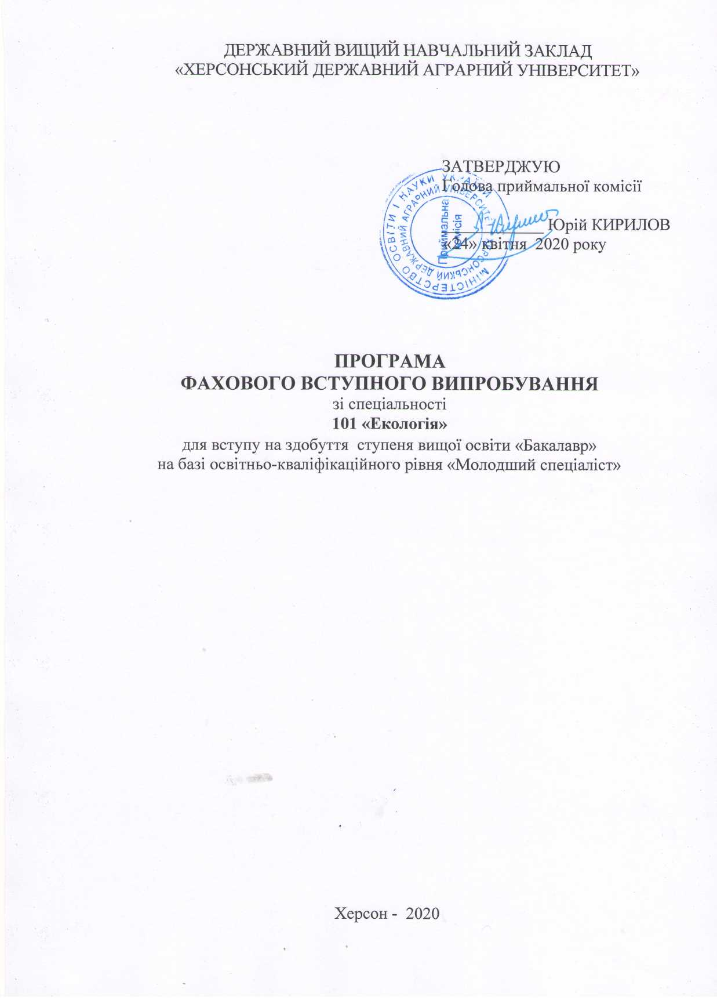 ДЕРЖАВНИЙ ВИЩИЙ НАВЧАЛЬНИЙ ЗАКЛАД
«ХЕРСОНСЬКИЙ ДЕРЖАВНИЙ АГРАРНИЙ УНІВЕРСИТЕТ»
ЗАТВЕРДЖУЮ
Голова приймальної комісії
Юрій КИРИЛОВ
«24» квітня 2020 року
МІНІСТЕРСТВО ОСВІТИ І НАУКИ УКРАЇНИ
ХЕРСОНСЬКИЙ ДЕРЖАВНИЙ АГРАРНИЙ УНІВЕРСИТЕТ
Приймальна
комісія
ПРОГРАМА
ФАХОВОГО ВСТУПНОГО ВИПРОБУВАННЯ
зі спеціальності
101 «Екологія»
для вступу на здобуття ступеня вищої освіти «Бакалавр»
на базі освітньо-кваліфікаційного рівня «Молодший спеціаліст»
Херсон - 2020